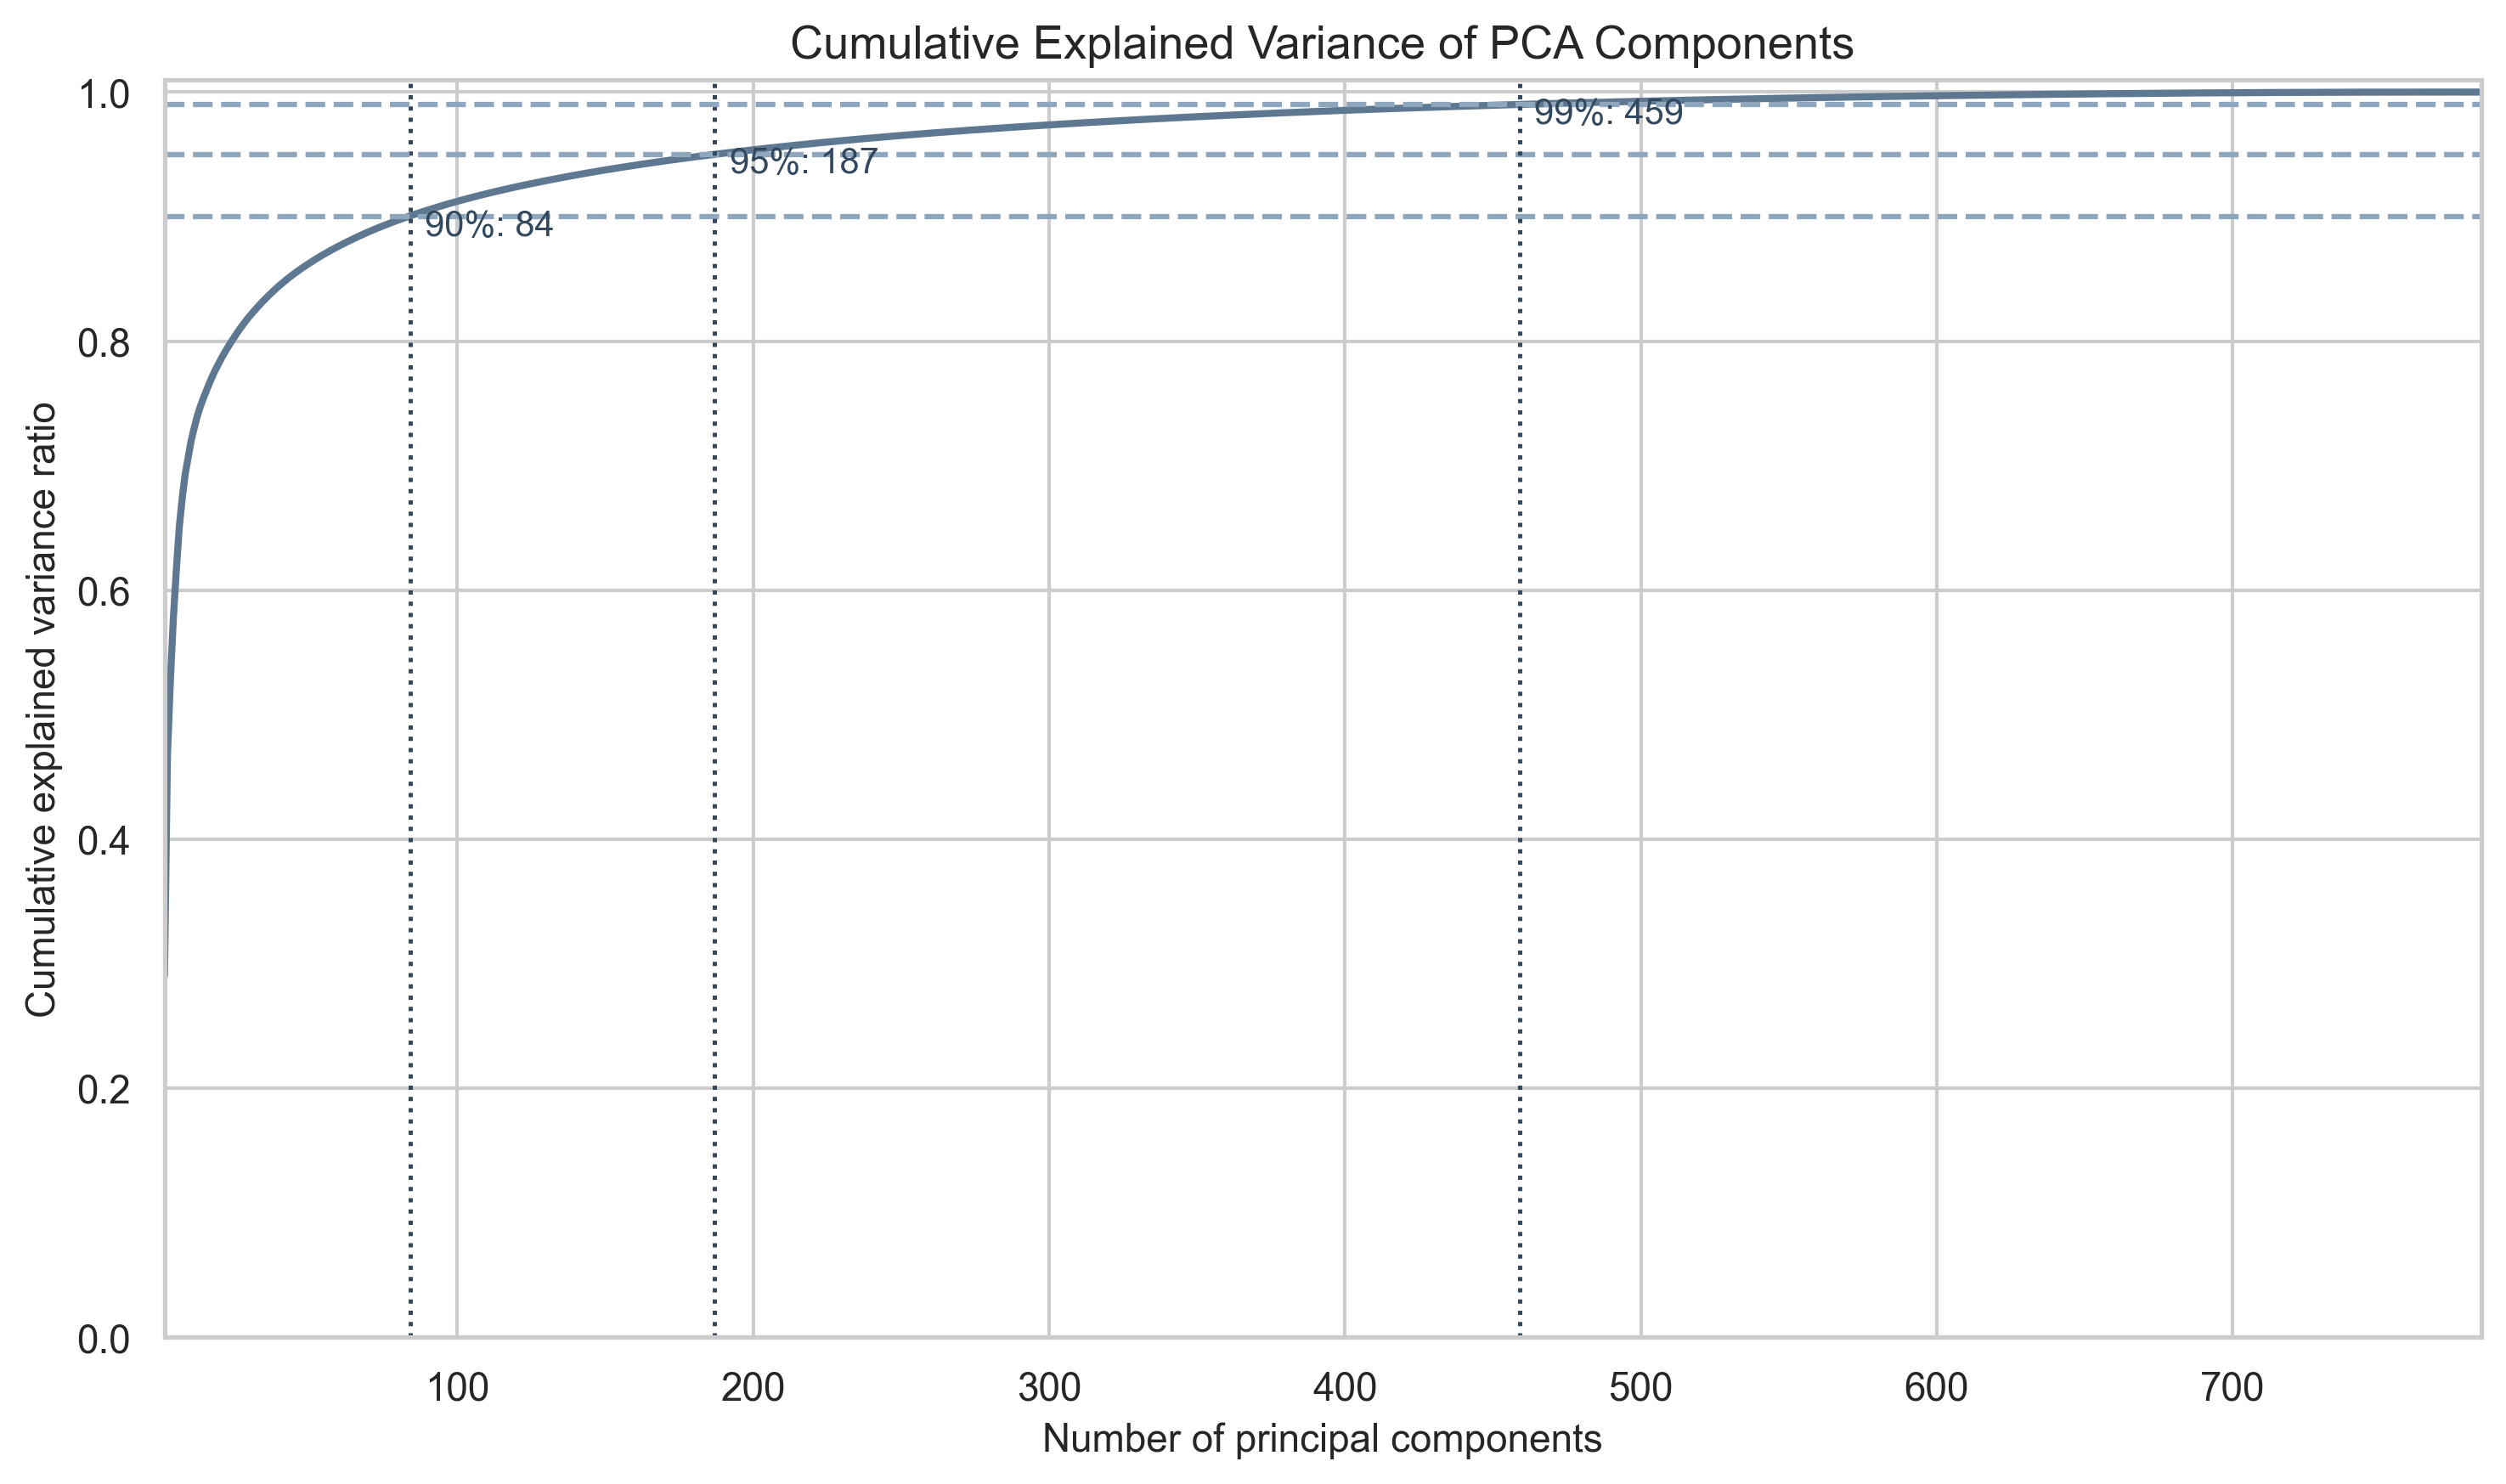 Cumulative Explained Variance of PCA Components
Cumulative explained variance ratio
1.0
0.8
0.6
0.4
0.2
0.0
99%: 459
95%: 187
90%: 84
100 200 300 400 500 600 700
Number of principal components